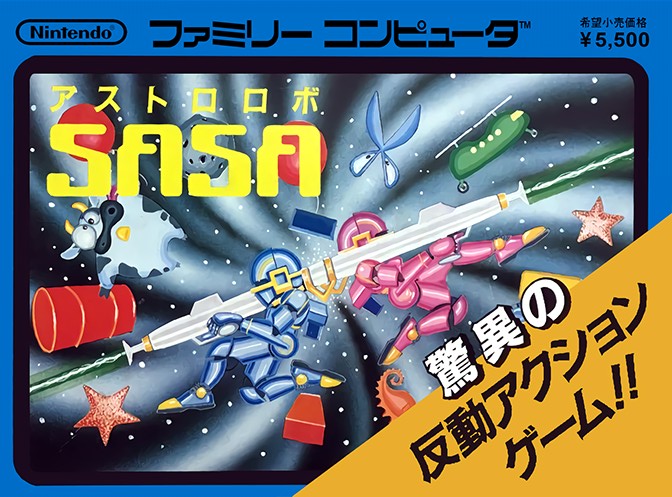 Nintendo®
ファミリー コンピュータ™
希望小売価格
¥5,500
アストロロボ
SASA
驚異の
反動アクション
ゲーム!!